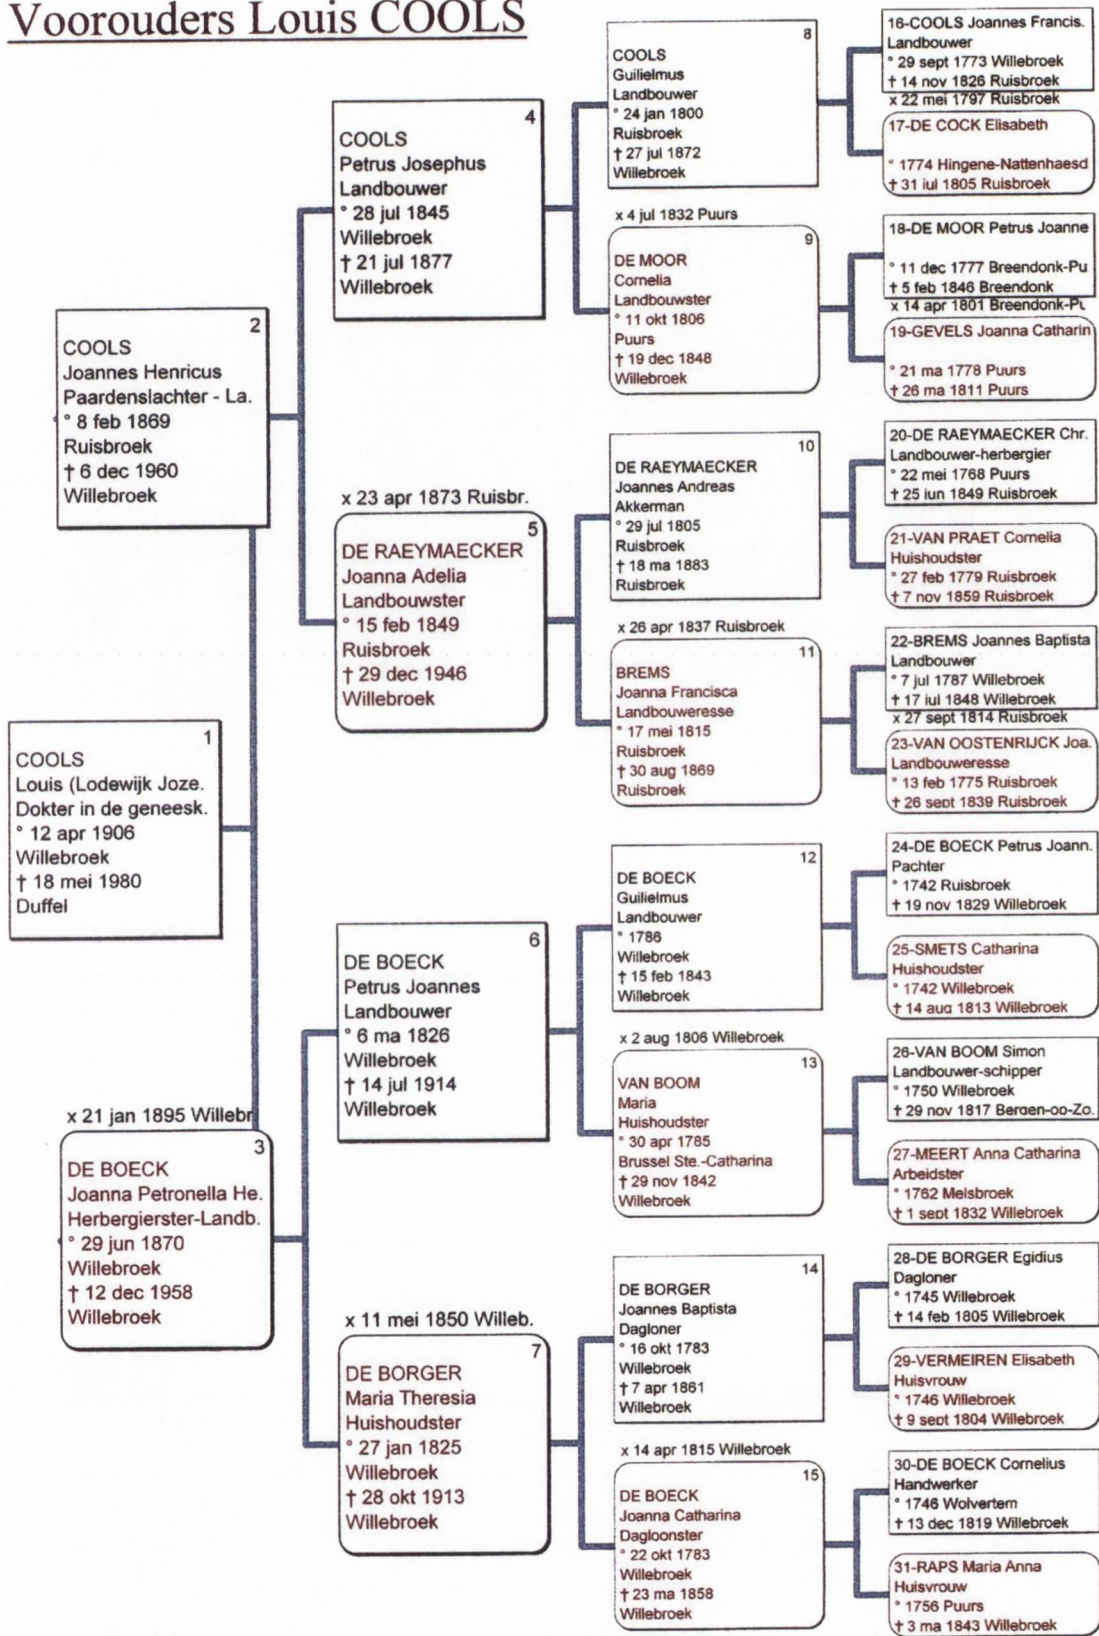 Voorouders Louis COOLS
1
COOLS
Louis (Lodewijk Joze.
Dokter in de geneesk.
° 12 apr 1906
Willebroek
† 18 mei 1980
Duffel
2
COOLS
Joannes Henricus
Paardenslachter - La.
° 8 feb 1869
Ruisbroek
† 6 dec 1960
Willebroek
x 21 jan 1895 Willebr
3
DE BOECK
Joanna Petronella He.
Herbergierster-Landb.
° 29 jun 1870
Willebroek
† 12 dec 1958
Willebroek
4
COOLS
Petrus Josephus
Landbouwer
° 28 jul 1845
Willebroek
† 21 jul 1877
Willebroek
x 23 apr 1873 Ruisbr.
5
DE RAEYMAECKER
Joanna Adelia
Landbouwster
° 15 feb 1849
Ruisbroek
† 29 dec 1946
Willebroek
6
DE BOECK
Petrus Joannes
Landbouwer
° 6 ma 1826
Willebroek
† 14 jul 1914
Willebroek
x 11 mei 1850 Willeb.
7
DE BORGER
Maria Theresia
Huishoudster
° 27 jan 1825
Willebroek
† 28 okt 1913
Willebroek
8
COOLS
Guilielmus
Landbouwer
° 24 jan 1800
Ruisbroek
† 27 jul 1872
Willebroek
x 4 jul 1832 Puurs
9
DE MOOR
Cornelia
Landbouwster
° 11 okt 1806
Puurs
† 19 dec 1848
Willebroek
10
DE RAEYMAECKER
Joannes Andreas
Akkerman
° 29 jul 1805
Ruisbroek
† 18 ma 1883
Ruisbroek
x 26 apr 1837 Ruisbroek
11
BREMS
Joanna Francisca
Landbouweresse
° 17 mei 1815
Ruisbroek
† 30 aug 1869
Ruisbroek
12
DE BOECK
Guilielmus
Landbouwer
° 1786
Willebroek
† 15 feb 1843
Willebroek
x 2 aug 1806 Willebroek
13
VAN BOOM
Maria
Huishoudster
° 30 apr 1785
Brussel Ste.-Catharina
† 29 nov 1842
Willebroek
14
DE BORGER
Joannes Baptista
Dagloner
° 16 okt 1783
Willebroek
† 7 apr 1861
Willebroek
x 14 apr 1815 Willebroek
15
DE BOECK
Joanna Catharina
Dagloonster
° 22 okt 1783
Willebroek
† 23 ma 1858
Willebroek
16-COOLS Joannes Francis.
Landbouwer
° 29 sept 1773 Willebroek
† 14 nov 1826 Ruisbroek
x 22 mei 1797 Ruisbroek
17-DE COCK Elisabeth
° 1774 Hingene-Nattenhaesd
† 31 jul 1805 Ruisbroek
18-DE MOOR Petrus Joanne
° 11 dec 1777 Breendonk-Pu
† 5 feb 1846 Breendonk
x 14 apr 1801 Breendonk-Pu
19-GEVELS Joanna Catharin
° 21 ma 1778 Puurs
† 26 ma 1811 Puurs
20-DE RAEYMAECKER Chr.
Landbouwer-herbergier
° 22 mei 1768 Puurs
† 25 jun 1849 Ruisbroek
21-VAN PRAET Cornelia
Huishoudster
° 27 feb 1779 Ruisbroek
† 7 nov 1859 Ruisbroek
22-BREMS Joannes Baptista
Landbouwer
° 7 jul 1787 Willebroek
† 17 jul 1848 Willebroek
x 27 sept 1814 Ruisbroek
23-VAN OOSTENRIJCK Joa.
Landbouweresse
° 13 feb 1775 Ruisbroek
† 26 sept 1839 Ruisbroek
24-DE BOECK Petrus Joann.
Pachter
° 1742 Ruisbroek
† 19 nov 1829 Willebroek
25-SMETS Catharina
Huishoudster
° 1742 Willebroek
† 14 aug 1813 Willebroek
26-VAN BOOM Simon
Landbouwer-schipper
° 1750 Willebroek
† 29 nov 1817 Bergen-op-Zo.
27-MEERT Anna Catharina
Arbeidster
° 1762 Melsbroek
† 1 sept 1832 Willebroek
28-DE BORGER Egidius
Dagloner
° 1745 Willebroek
† 14 feb 1805 Willebroek
29-VERMEIREN Elisabeth
Huisvrouw
° 1746 Willebroek
† 9 sept 1804 Willebroek
30-DE BOECK Cornelius
Handwerker
° 1746 Wolvertem
† 13 dec 1819 Willebroek
31-RAPS Maria Anna
Huisvrouw
° 1756 Puurs
† 3 ma 1843 Willebroek